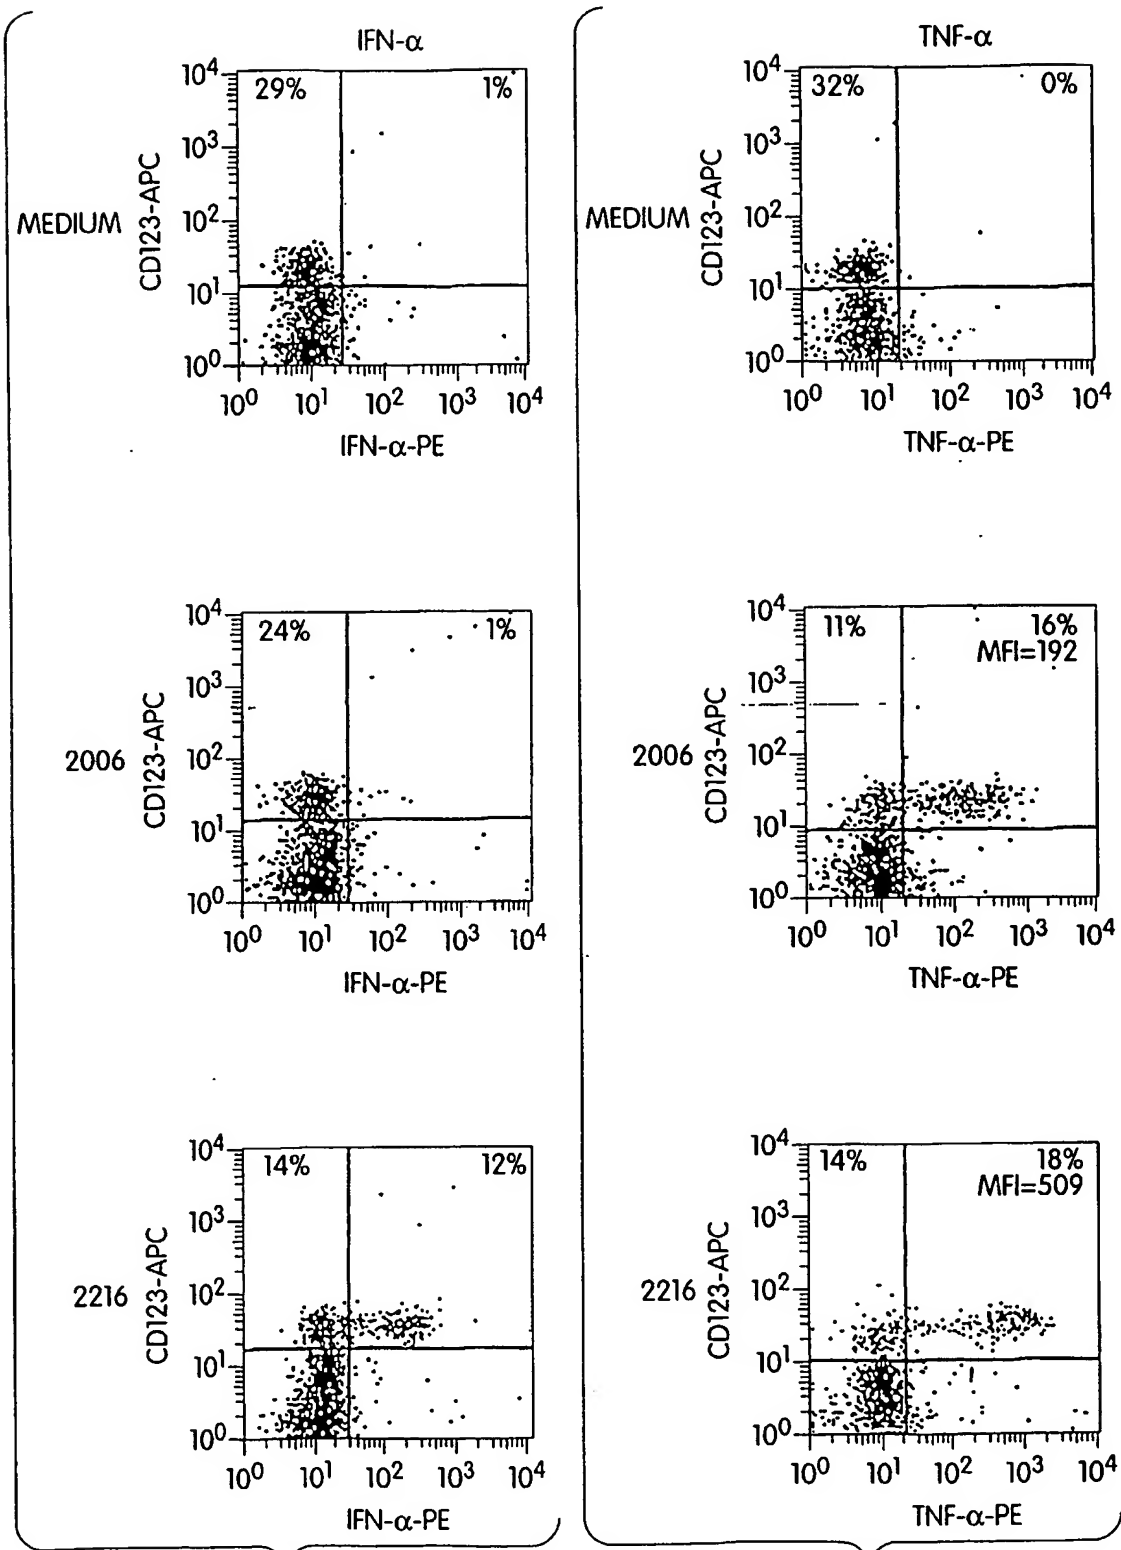 IFN-α
29% 1%
MEDIUM
CD123-APC
10⁴
10³
10²
10¹
10⁰
10⁰ 10¹ 10² 10³ 10⁴
IFN-α-PE
24% 1%
2006
CD123-APC
10⁴
10³
10²
10¹
10⁰
10⁰ 10¹ 10² 10³ 10⁴
IFN-α-PE
14% 12%
2216
CD123-APC
10⁴
10³
10²
10¹
10⁰
10⁰ 10¹ 10² 10³ 10⁴
IFN-α-PE
TNF-α
32% 0%
MEDIUM
CD123-APC
10⁴
10³
10²
10¹
10⁰
10⁰ 10¹ 10² 10³ 10⁴
TNF-α-PE
11% 16%
MFI=192
2006
CD123-APC
10⁴
10³
10²
10¹
10⁰
10⁰ 10¹ 10² 10³ 10⁴
TNF-α-PE
14% 18%
MFI=509
2216
CD123-APC
10⁴
10³
10²
10¹
10⁰
10⁰ 10¹ 10² 10³ 10⁴
TNF-α-PE